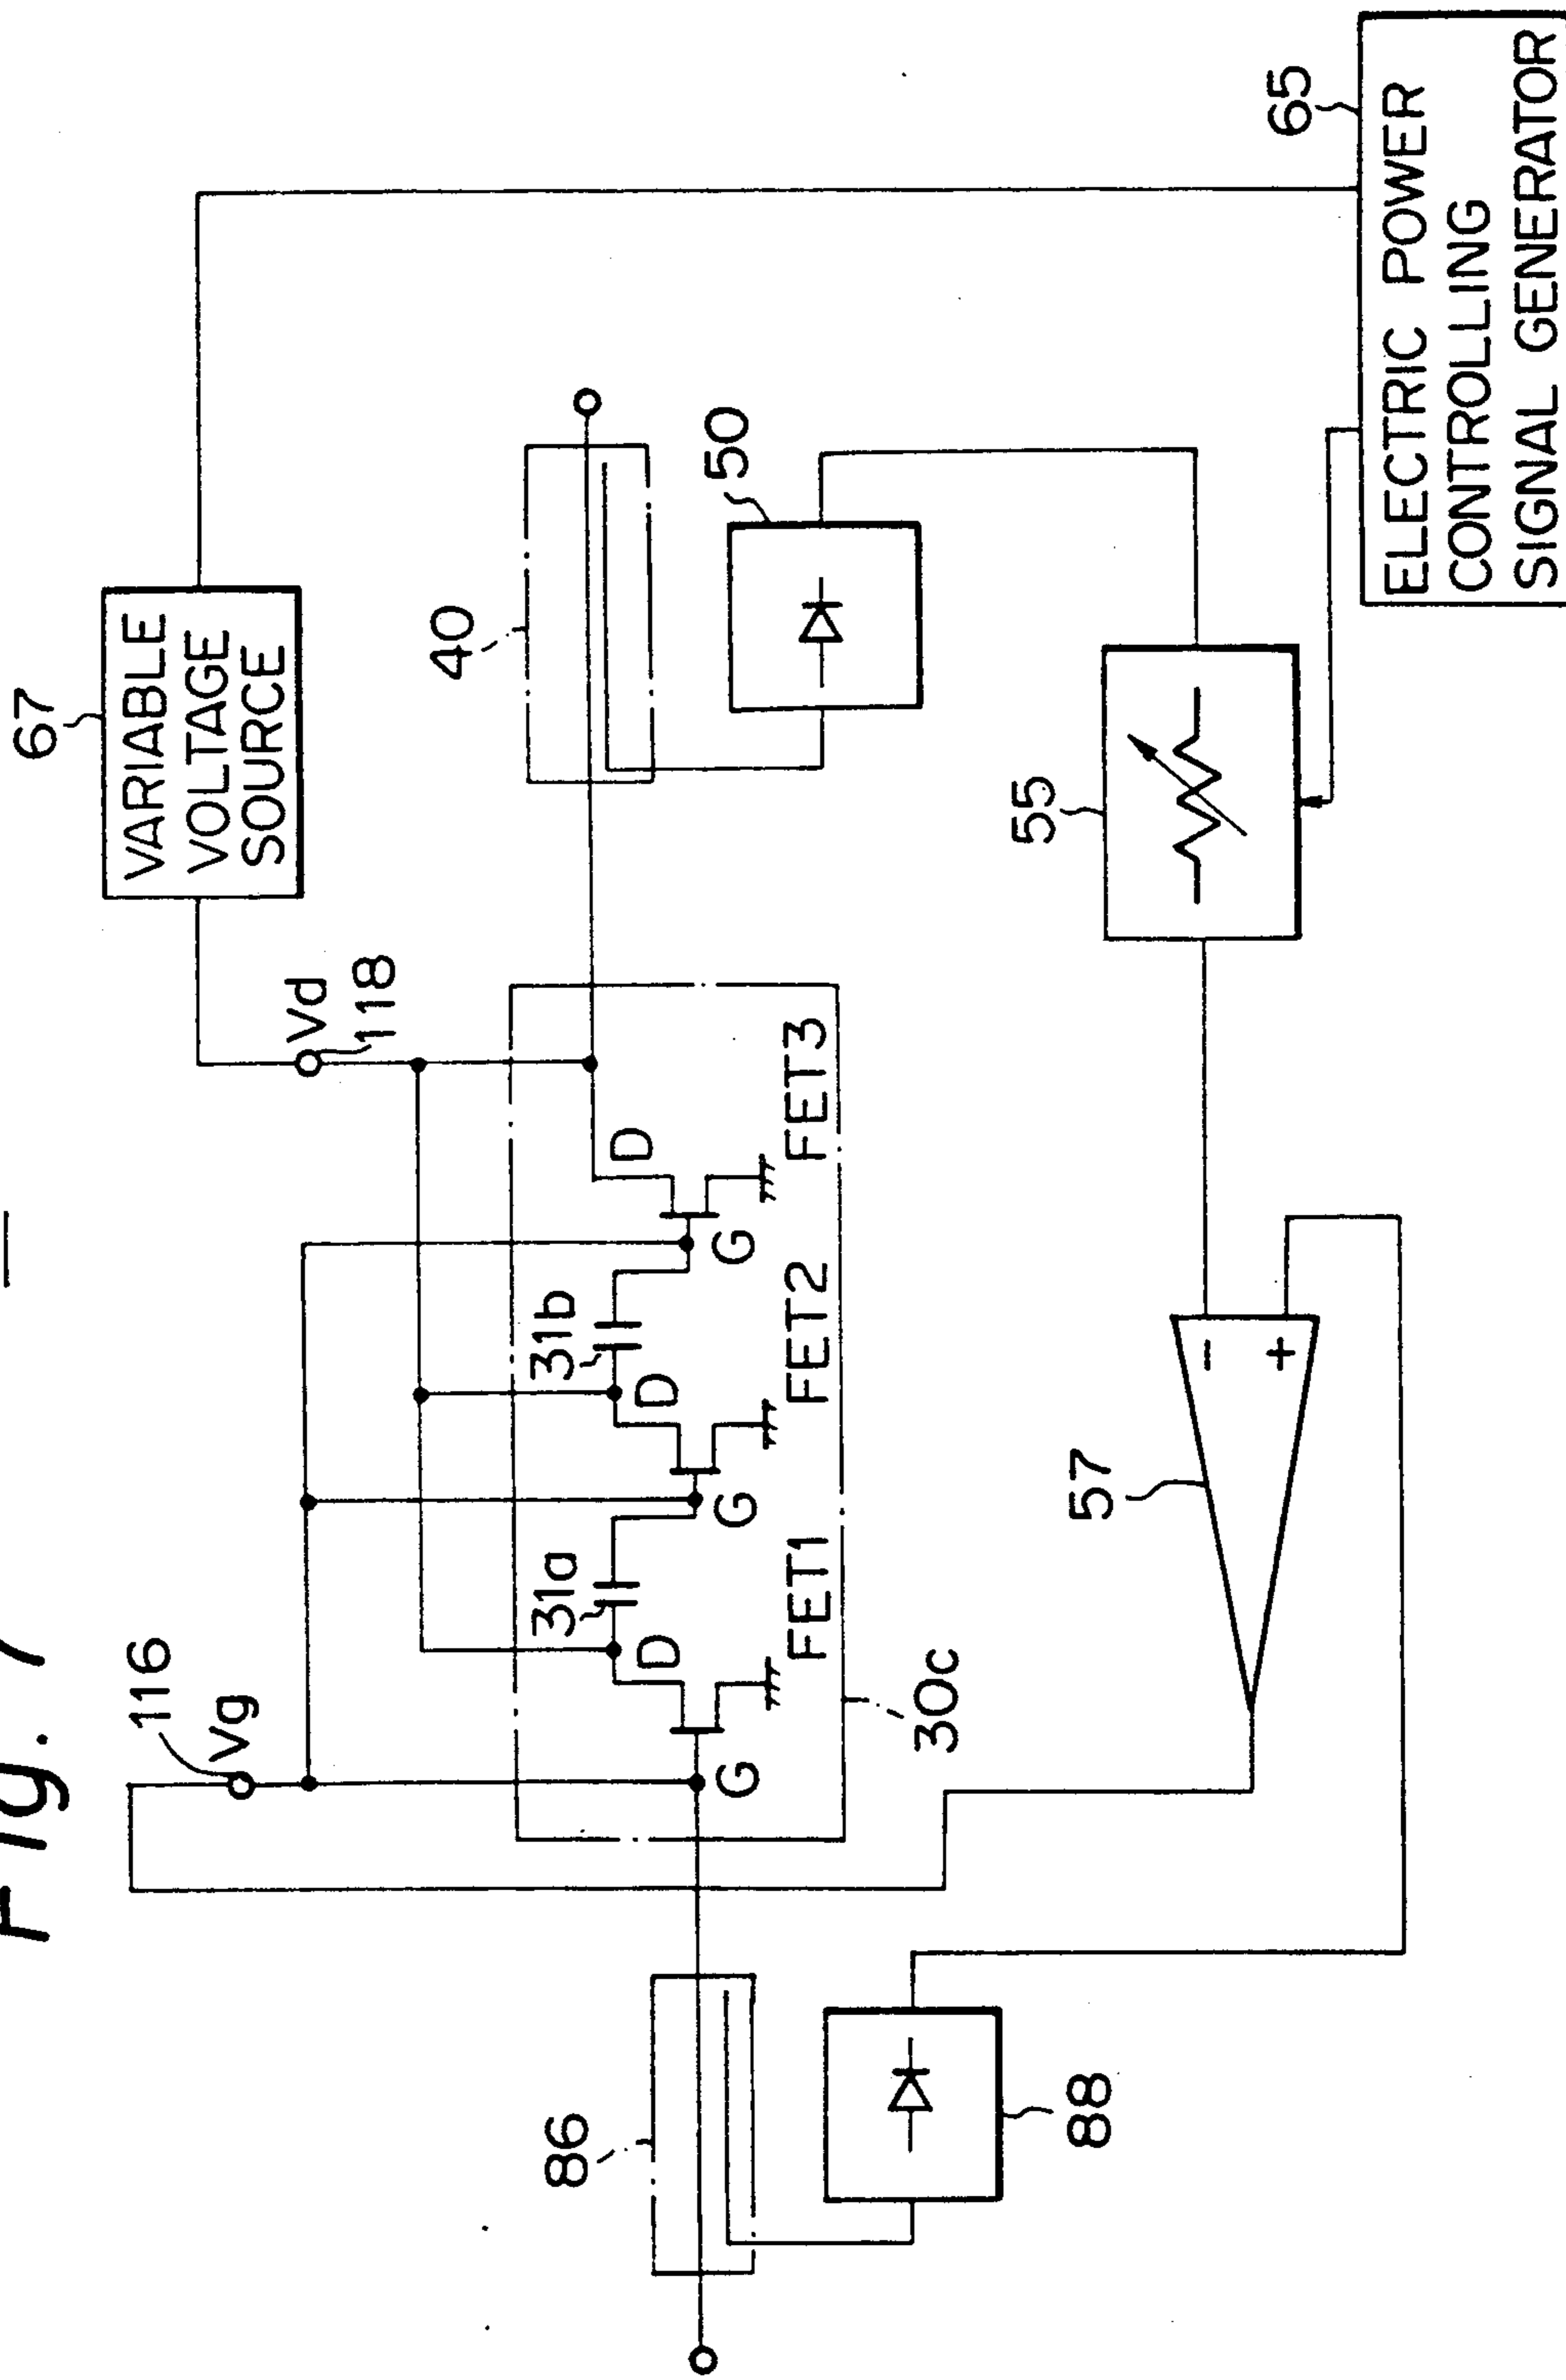 Fig. 7
67
VARIABLE
VOLTAGE
SOURCE
116
Vg
Vd
118
40
31a
31b
D
D
D
G
G
G
FET1
FET2
FET3
30c
86
88
50
55
57
-
+
65
ELECTRIC POWER
CONTROLLING
SIGNAL GENERATOR